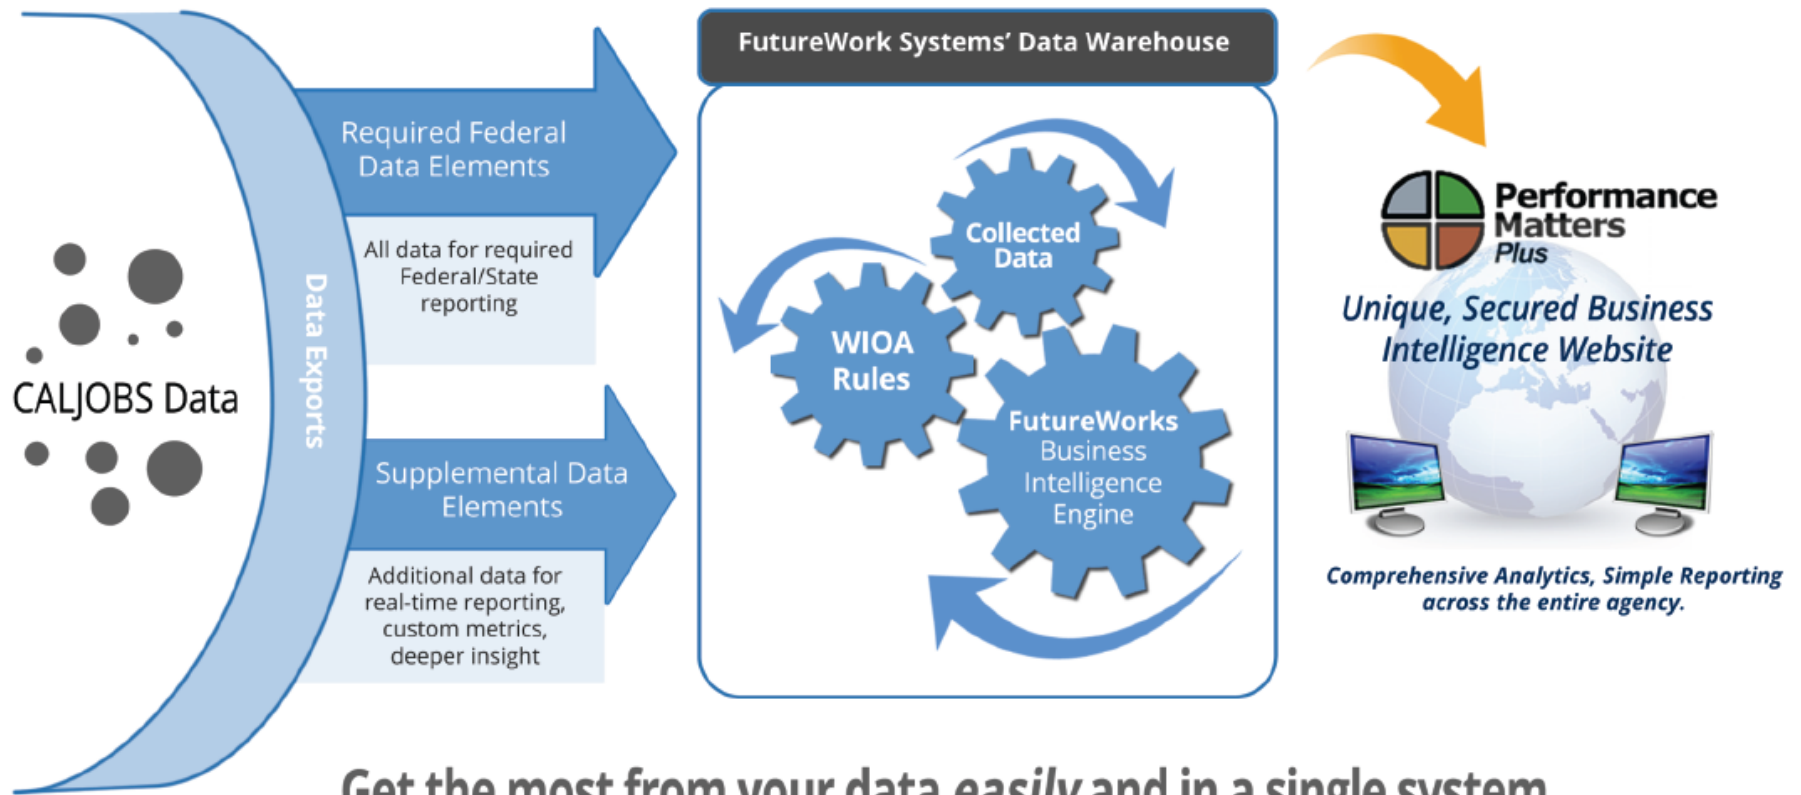 FutureWork Systems’ Data Warehouse
Required Federal
Data Elements
All data for required
Federal/State
reporting
Data Exports
CALJOBS Data
Supplemental Data
Elements
Additional data for
real-time reporting,
custom metrics,
deeper insight
Collected
Data
WIOA
Rules
FutureWorks
Business
Intelligence
Engine
Performance
Matters
Plus
Unique, Secured Business
Intelligence Website
Comprehensive Analytics, Simple Reporting
across the entire agency.
Get the most from your data easily and in a single system